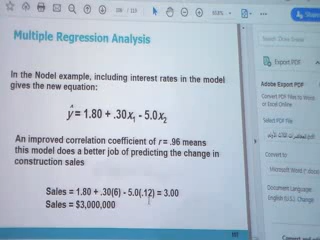 Multiple Regression Analysis
In the Nodel example, including interest rates in the model
gives the new equation:
ŷ = 1.80 + .30x₁ - 5.0x₂
An improved correlation coefficient of r = .96 means
this model does a better job of predicting the change in
construction sales
Sales = 1.80 + .30(6) - 5.0(.12) = 3.00
Sales = $3,000,000
Export PDF
Adobe Export PDF
Convert PDF Files to Word
or Excel Online
Select PDF File
Convert to
Microsoft Word (*.docx)
Document Language:
English (U.S.) Change